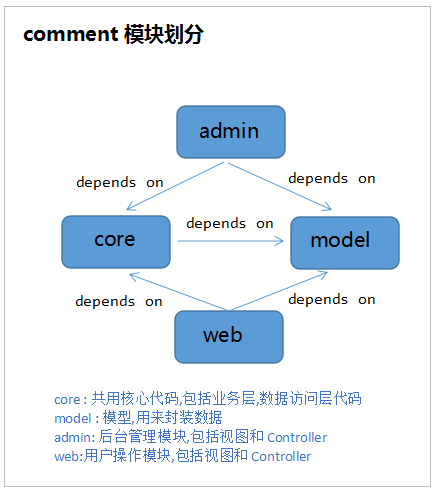 comment 模块划分
admin
depends on
depends on
core
depends on
model
depends on
depends on
web
core : 共用核心代码,包括业务层,数据访问层代码
model : 模型,用来封装数据
admin: 后台管理模块,包括视图和 Controller
web:用户操作模块,包括视图和 Controller